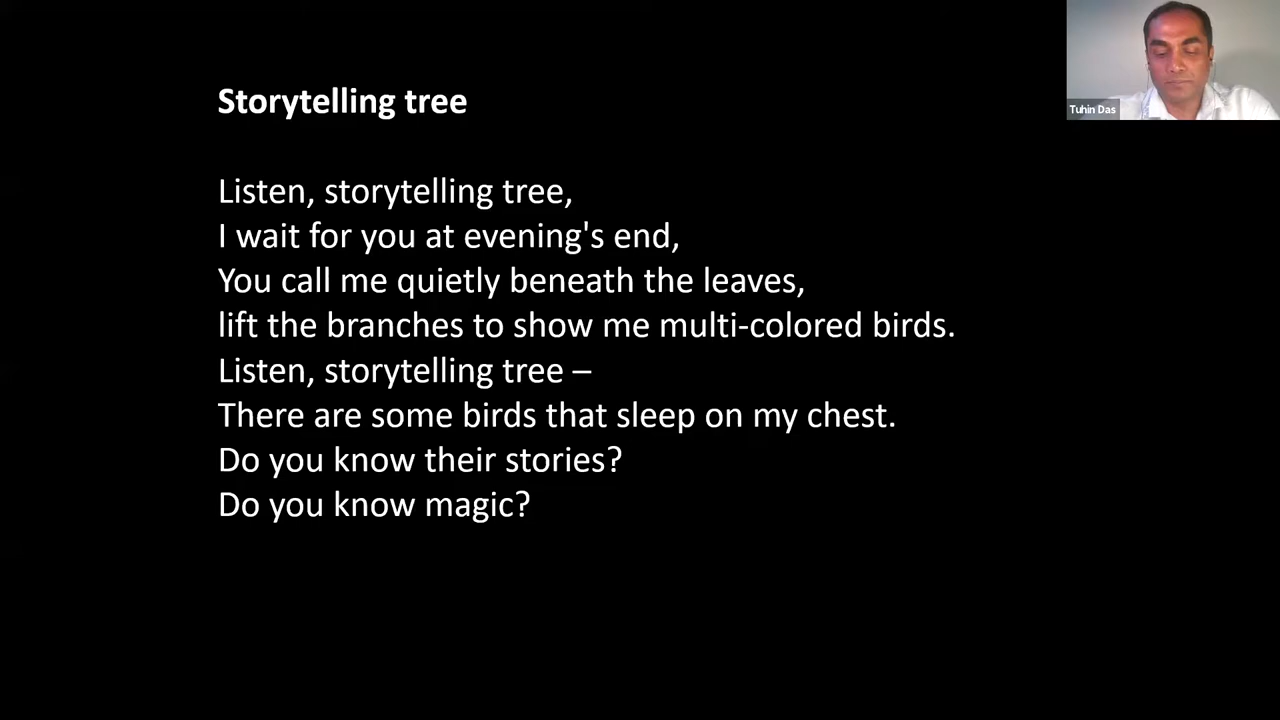 Tuhin Das
Storytelling tree
Listen, storytelling tree,
I wait for you at evening's end,
You call me quietly beneath the leaves,
lift the branches to show me multi-colored birds.
Listen, storytelling tree –
There are some birds that sleep on my chest.
Do you know their stories?
Do you know magic?